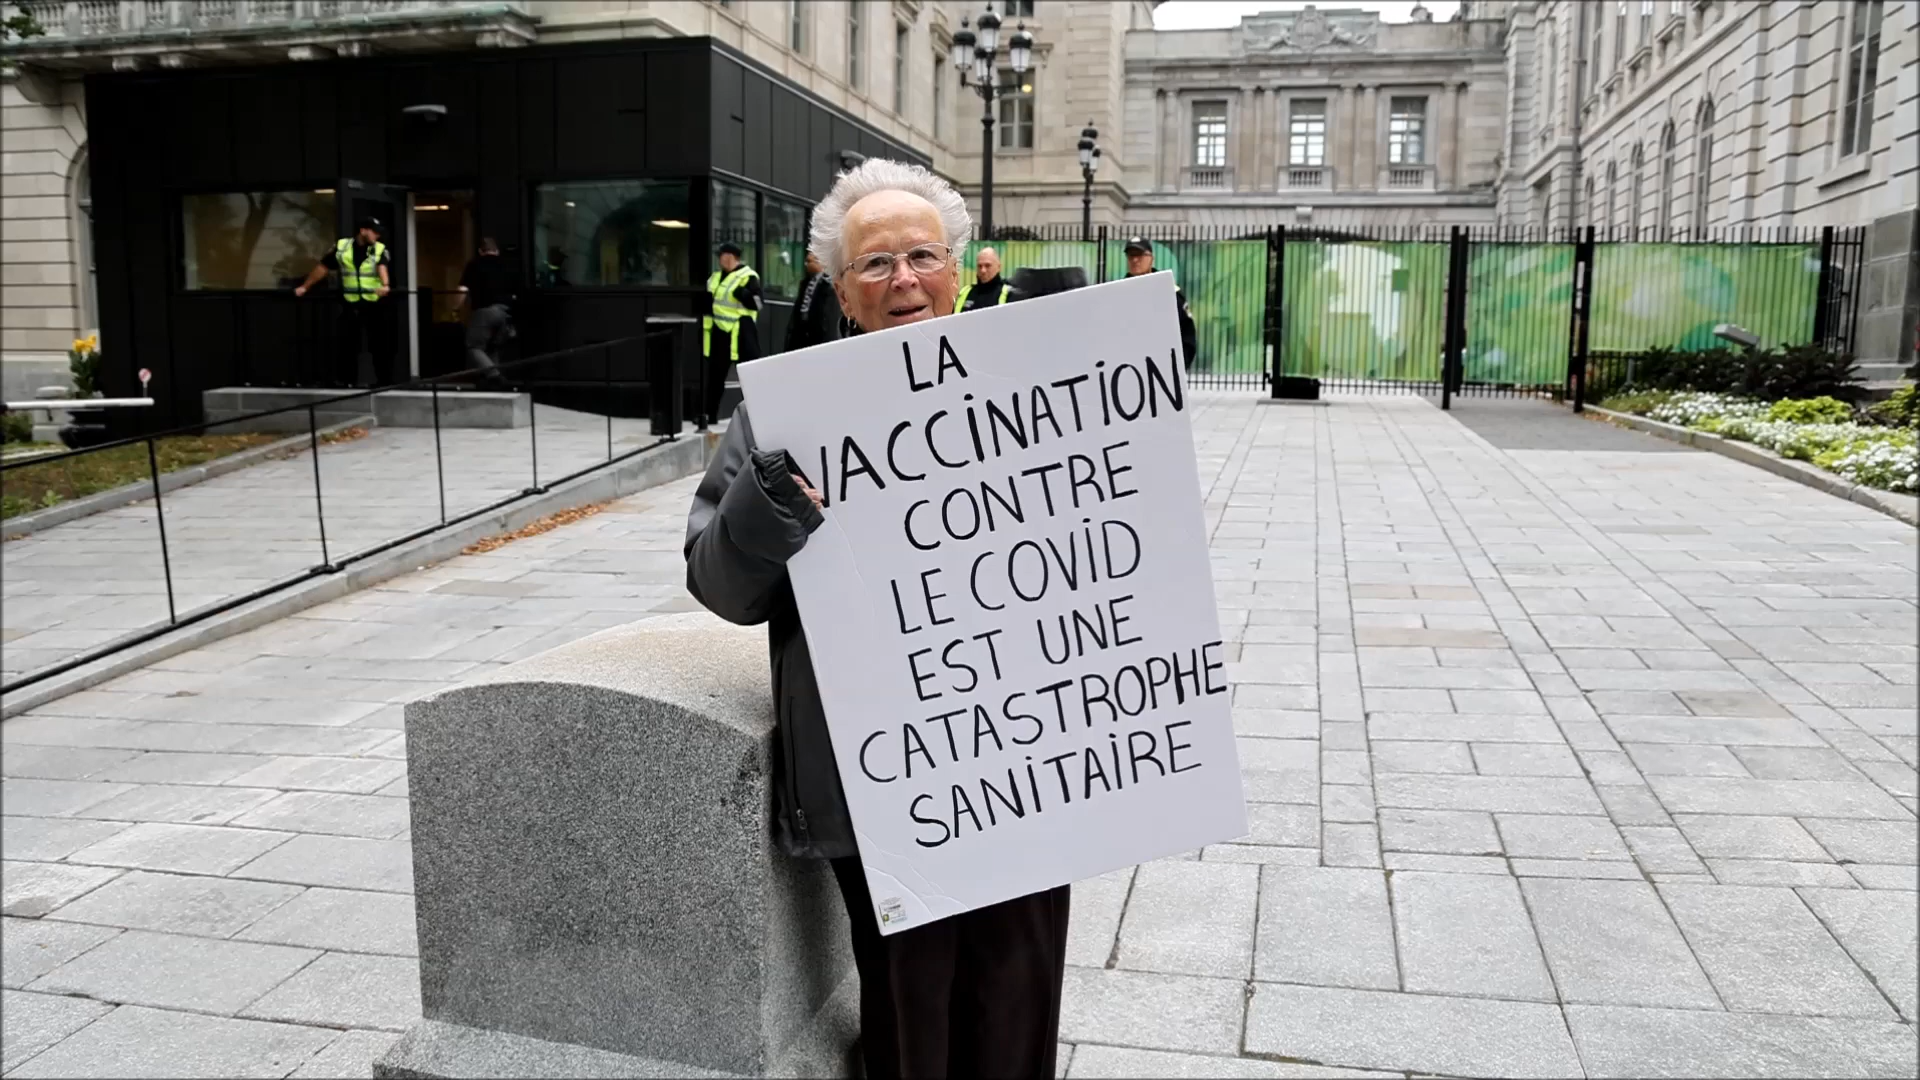 LA
VACCINATION
CONTRE
LE COVID
EST UNE
CATASTROPHE
SANITAIRE